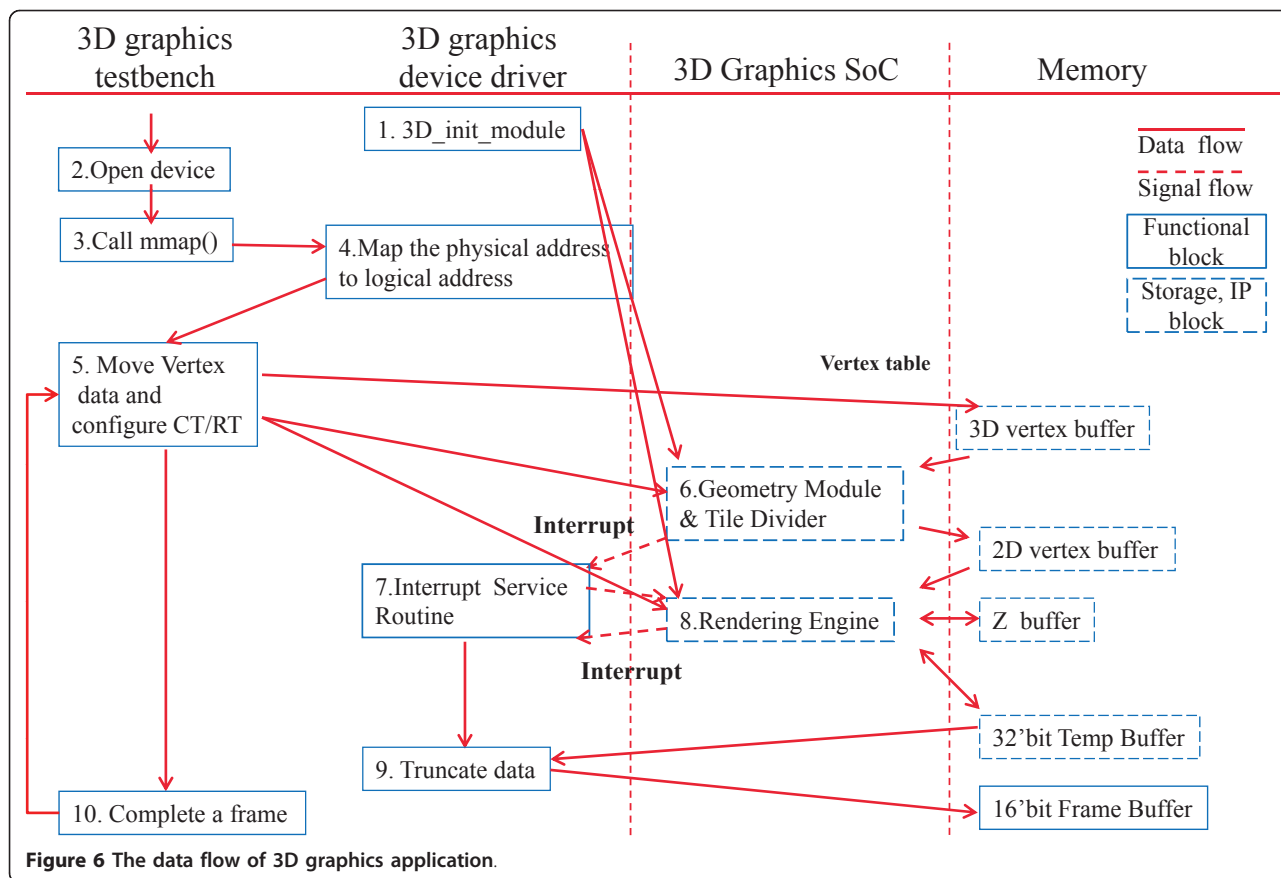 3D graphics
testbench
3D graphics
device driver
3D Graphics SoC
Memory
1. 3D_init_module
2.Open device
3.Call mmap()
4.Map the physical address
to logical address
Data flow
Signal flow
Functional
block
Storage, IP
block
5. Move Vertex
data and
configure CT/RT
Vertex table
3D vertex buffer
6.Geometry Module
& Tile Divider
Interrupt
2D vertex buffer
7.Interrupt Service
Routine
8.Rendering Engine
Z buffer
Interrupt
32'bit Temp Buffer
9. Truncate data
10. Complete a frame
16'bit Frame Buffer
Figure 6 The data flow of 3D graphics application.